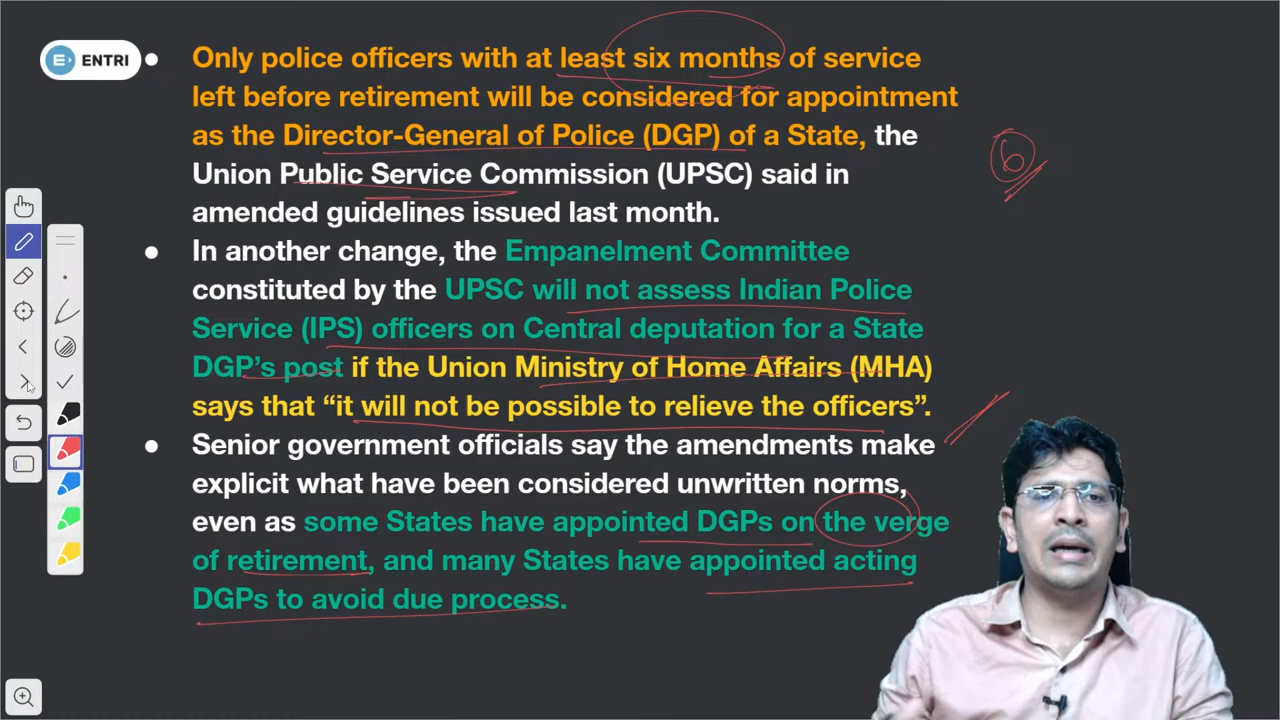 ENTRI
Only police officers with at least six months of service
left before retirement will be considered for appointment
as the Director-General of Police (DGP) of a State, the
Union Public Service Commission (UPSC) said in
amended guidelines issued last month.
6
In another change, the Empanelment Committee
constituted by the UPSC will not assess Indian Police
Service (IPS) officers on Central deputation for a State
DGP’s post if the Union Ministry of Home Affairs (MHA)
says that “it will not be possible to relieve the officers”.
Senior government officials say the amendments make
explicit what have been considered unwritten norms,
even as some States have appointed DGPs on the verge
of retirement, and many States have appointed acting
DGPs to avoid due process.